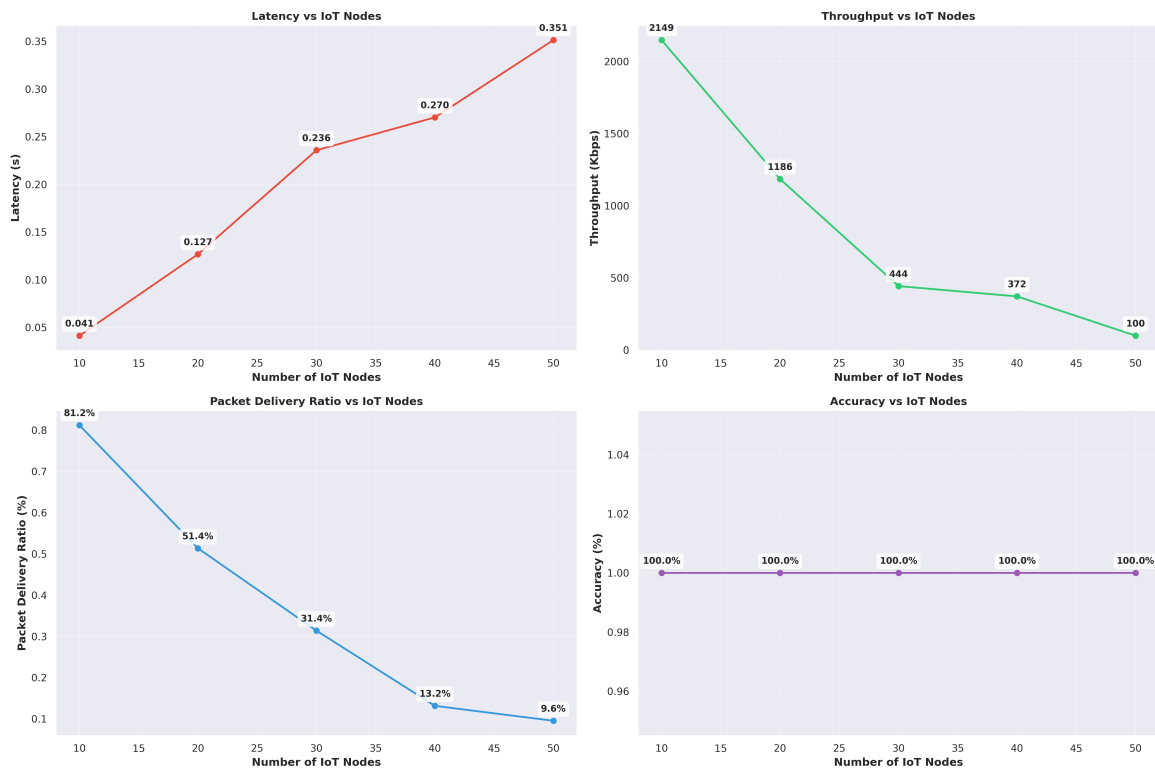 Latency vs IoT Nodes
0.35
0.30
0.25
0.20
0.15
0.10
0.05
Latency (s)
0.041
0.127
0.236
0.270
0.351
10 15 20 25 30 35 40 45 50
Number of IoT Nodes
Throughput vs IoT Nodes
2000
1500
1000
500
0
Throughput (Kbps)
2149
1186
444
372
100
10 15 20 25 30 35 40 45 50
Number of IoT Nodes
Packet Delivery Ratio vs IoT Nodes
0.8
0.7
0.6
0.5
0.4
0.3
0.2
0.1
Packet Delivery Ratio (%)
81.2%
51.4%
31.4%
13.2%
9.6%
10 15 20 25 30 35 40 45 50
Number of IoT Nodes
Accuracy vs IoT Nodes
1.04
1.02
1.00
0.98
0.96
Accuracy (%)
100.0% 100.0% 100.0% 100.0% 100.0%
10 15 20 25 30 35 40 45 50
Number of IoT Nodes